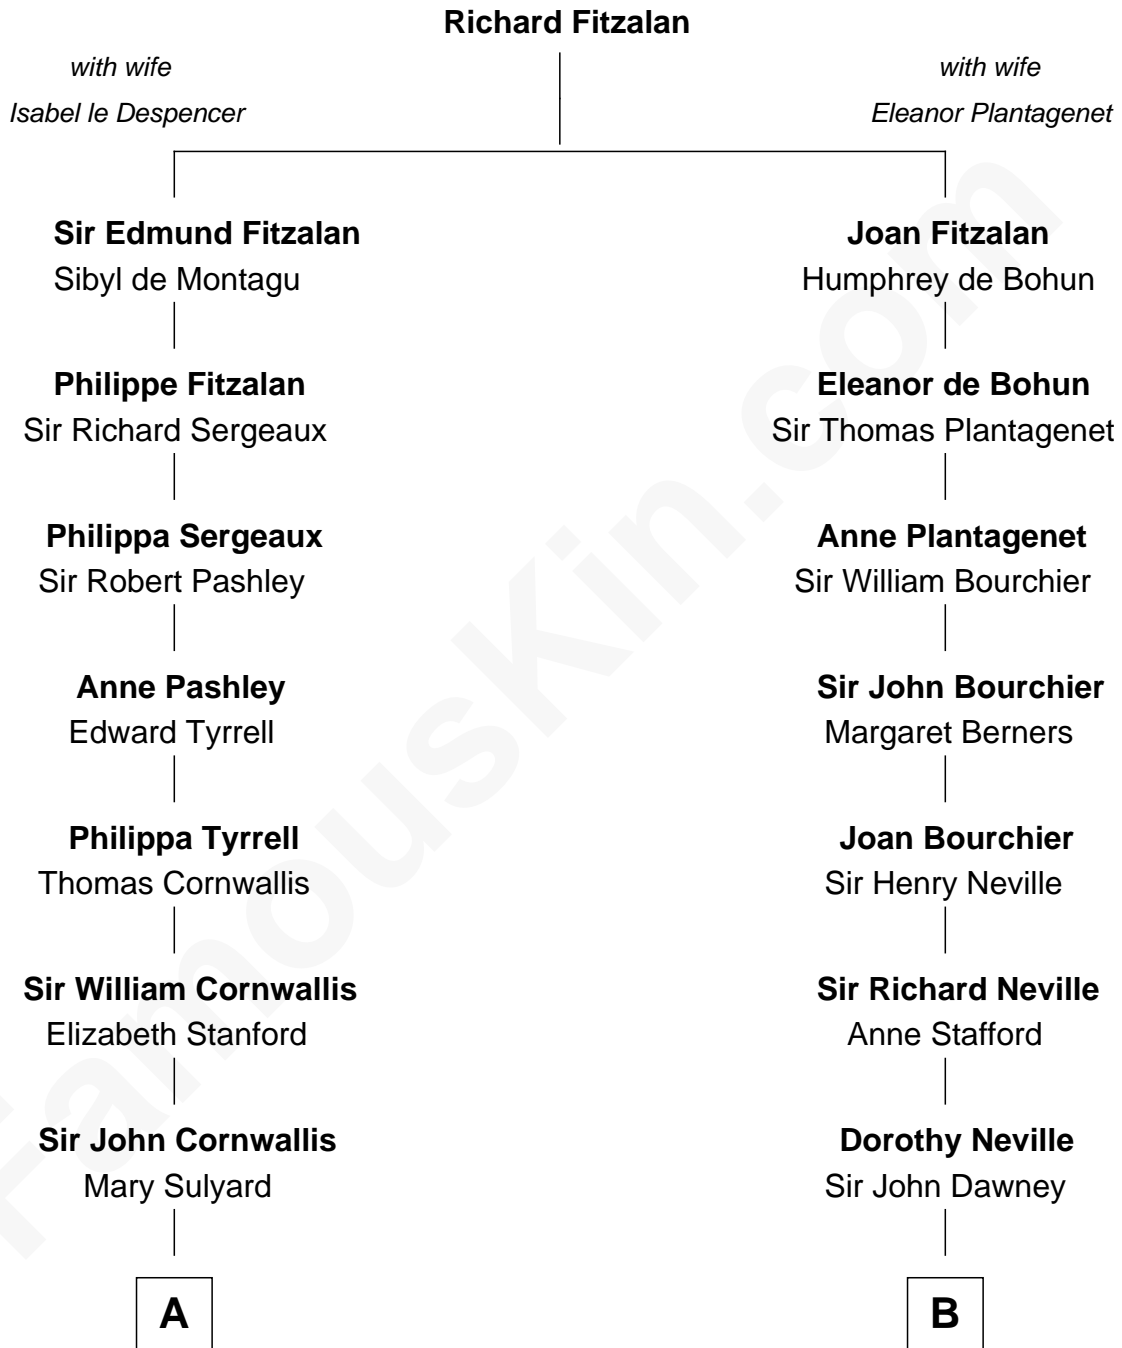 Richard Fitzalan
with wife
Isabel le Despencer
with wife
Eleanor Plantagenet
Sir Edmund Fitzalan
Sibyl de Montagu
Joan Fitzalan
Humphrey de Bohun
Philippe Fitzalan
Sir Richard Sergeaux
Eleanor de Bohun
Sir Thomas Plantagenet
Philippa Sergeaux
Sir Robert Pashley
Anne Plantagenet
Sir William Bourchier
Anne Pashley
Edward Tyrrell
Sir John Bourchier
Margaret Berners
Philippa Tyrrell
Thomas Cornwallis
Joan Bourchier
Sir Henry Neville
Sir William Cornwallis
Elizabeth Stanford
Sir Richard Neville
Anne Stafford
Sir John Cornwallis
Mary Sulyard
Dorothy Neville
Sir John Dawney
A
B
FamousKin.com